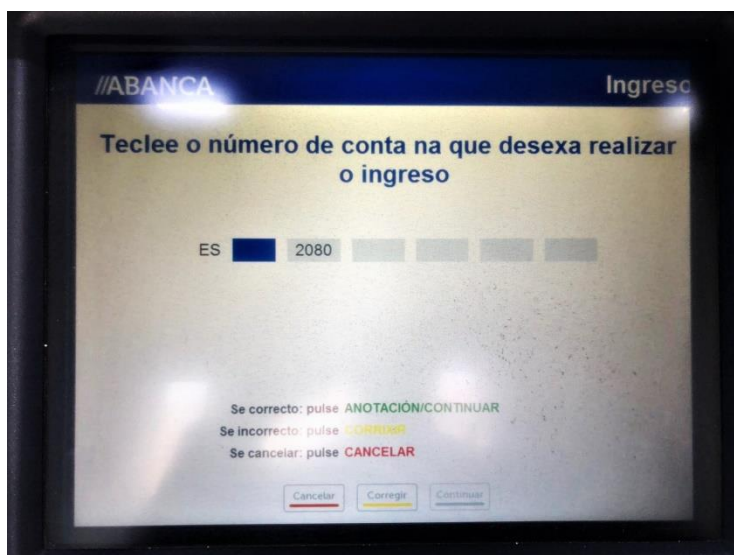 //ABANCA
Ingreso
Teclee o número de conta na que desexa realizar
o ingreso
ES 2080
Se correcto: pulse ANOTACIÓN/CONTINUAR
Se incorrecto: pulse CORRIXIR
Se cancelar: pulse CANCELAR
Cancelar Corregir Continuar